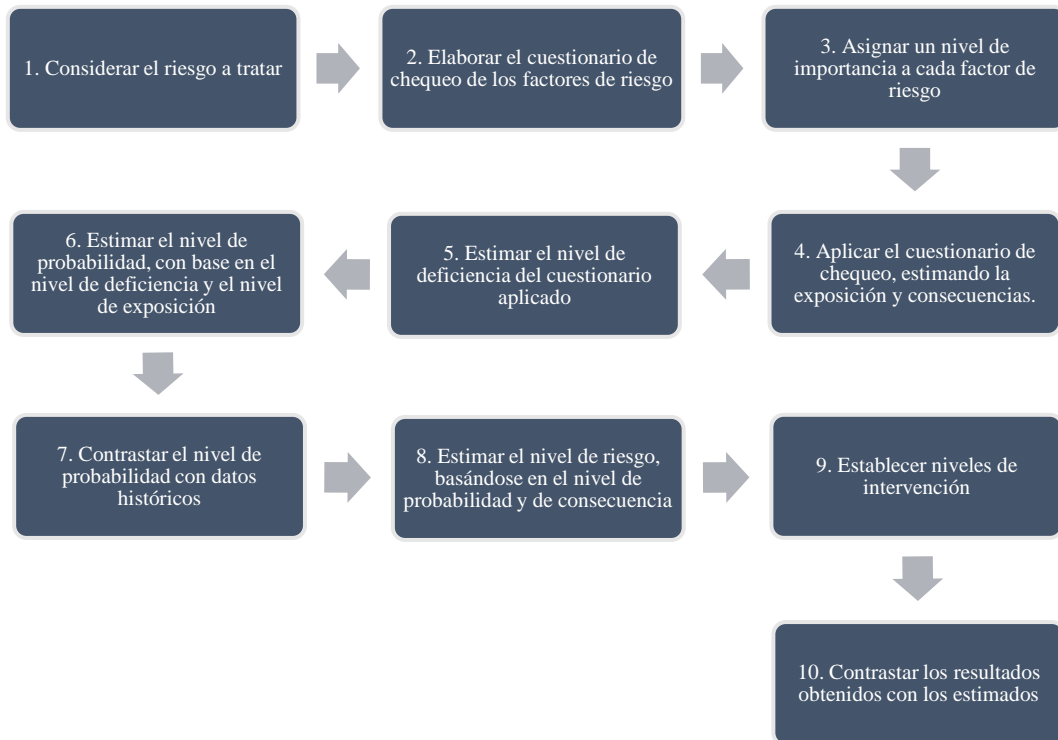 1. Considerar el riesgo a tratar
2. Elaborar el cuestionario de
chequeo de los factores de riesgo
3. Asignar un nivel de
importancia a cada factor de
riesgo
4. Aplicar el cuestionario de
chequeo, estimando la
exposición y consecuencias.
5. Estimar el nivel de
deficiencia del cuestionario
aplicado
6. Estimar el nivel de
probabilidad, con base en el
nivel de deficiencia y el nivel
de exposición
7. Contrastar el nivel de
probabilidad con datos
históricos
8. Estimar el nivel de riesgo,
basándose en el nivel de
probabilidad y de consecuencia
9. Establecer niveles de
intervención
10. Contrastar los resultados
obtenidos con los estimados